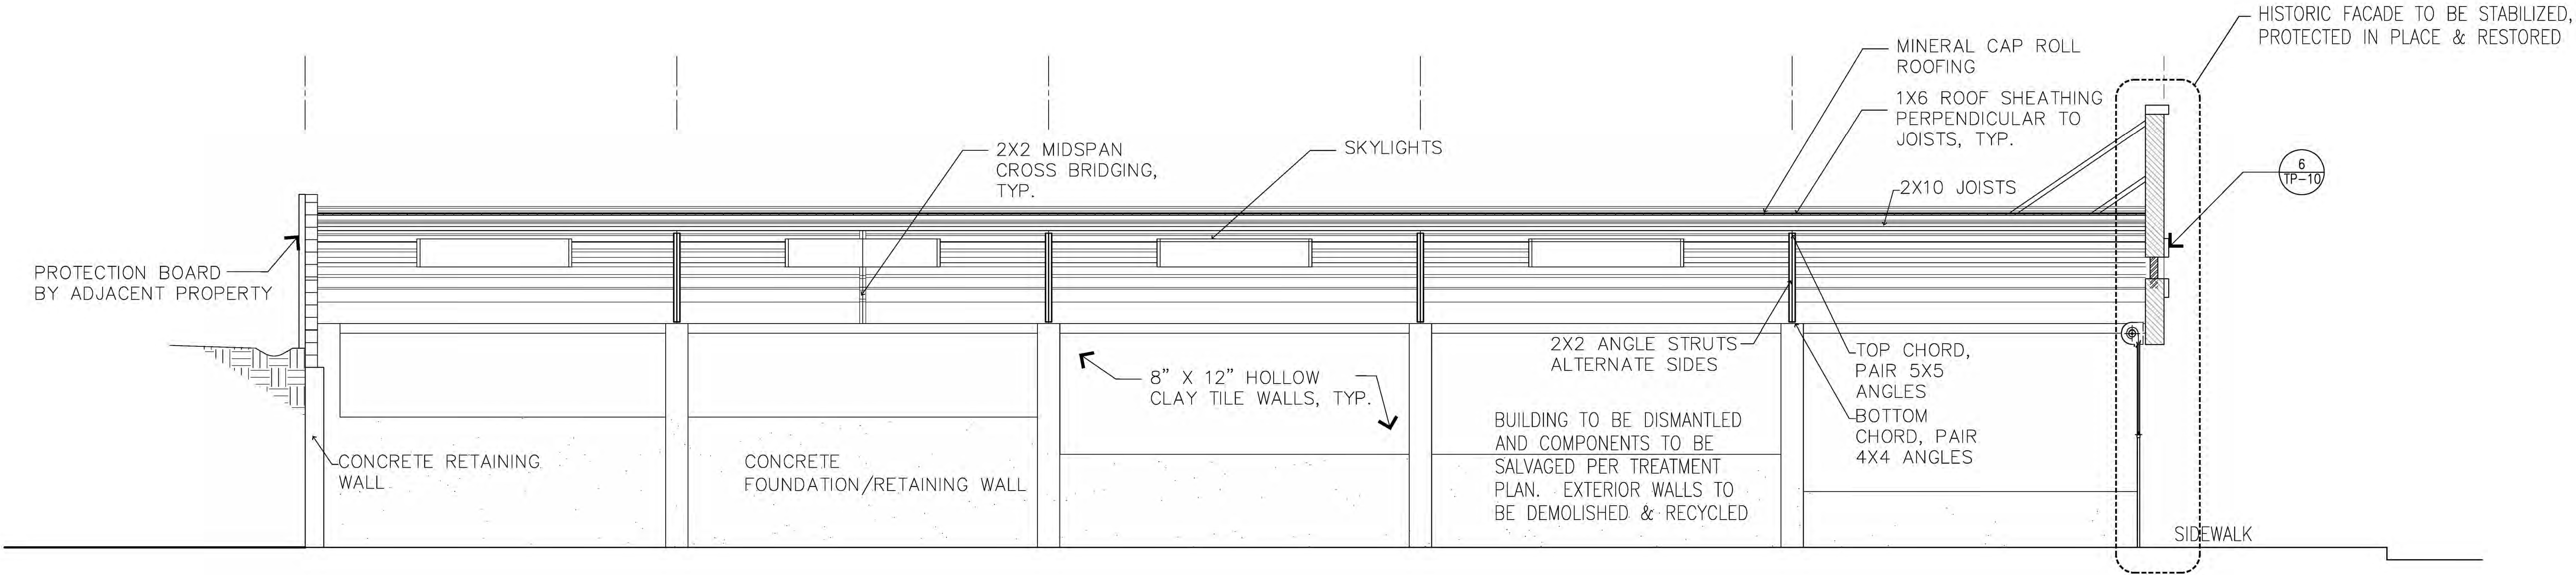 HISTORIC FACADE TO BE STABILIZED,
PROTECTED IN PLACE & RESTORED
MINERAL CAP ROLL
ROOFING
1X6 ROOF SHEATHING
PERPENDICULAR TO
JOISTS, TYP.
2X2 MIDSPAN
CROSS BRIDGING,
TYP.
SKYLIGHTS
6
TP-10
2X10 JOISTS
PROTECTION BOARD
BY ADJACENT PROPERTY
2X2 ANGLE STRUTS
ALTERNATE SIDES
TOP CHORD,
PAIR 5X5
ANGLES
8" X 12" HOLLOW
CLAY TILE WALLS, TYP.
BOTTOM
CHORD, PAIR
4X4 ANGLES
BUILDING TO BE DISMANTLED
AND COMPONENTS TO BE
SALVAGED PER TREATMENT
PLAN. EXTERIOR WALLS TO
BE DEMOLISHED & RECYCLED
CONCRETE RETAINING
WALL
CONCRETE
FOUNDATION/RETAINING WALL
SIDEWALK